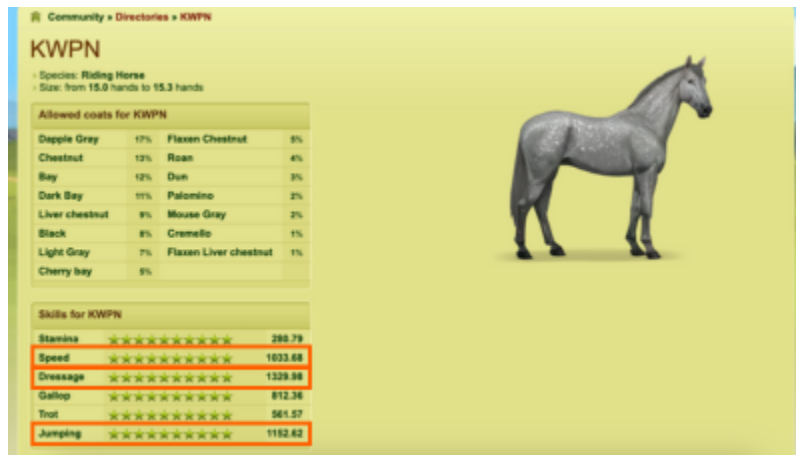 Community » Directories » KWPN
KWPN
› Species: Riding Horse
› Size: from 15.0 hands to 15.3 hands
Allowed coats for KWPN
Dapple Gray 17% Flaxen Chestnut 5%
Chestnut 13% Roan 4%
Bay 12% Dun 3%
Dark Bay 11% Palomino 2%
Liver chestnut 9% Mouse Gray 2%
Black 8% Cremello 1%
Light Gray 7% Flaxen Liver chestnut 1%
Cherry bay 5%
Skills for KWPN
Stamina 280.79
Speed 1033.68
Dressage 1329.98
Gallop 812.36
Trot 561.57
Jumping 1152.62